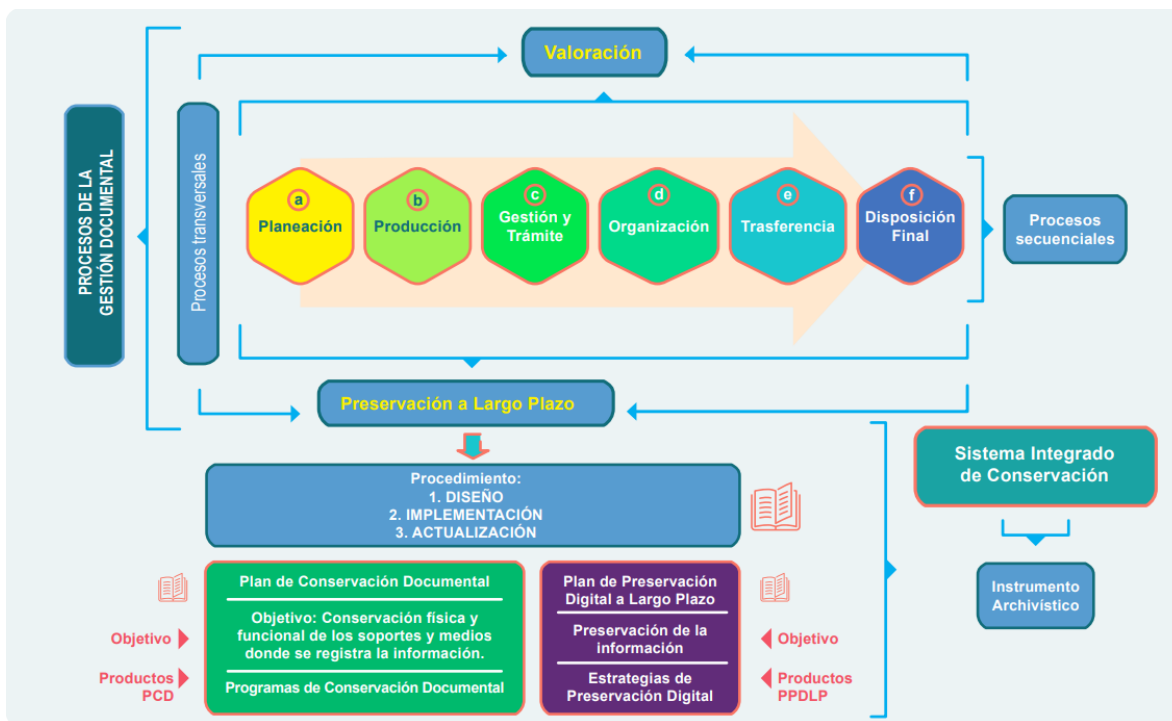 Valoración
PROCESOS DE LA
GESTIÓN DOCUMENTAL
Procesos transversales
a
Planeación
b
Producción
c
Gestión y
Trámite
d
Organización
e
Trasferencia
f
Disposición
Final
Procesos
secuenciales
Preservación a Largo Plazo
Procedimiento:
1. DISEÑO
2. IMPLEMENTACIÓN
3. ACTUALIZACIÓN
Sistema Integrado
de Conservación
Instrumento
Archivístico
Plan de Conservación Documental
Objetivo
Objetivo: Conservación física y
funcional de los soportes y medios
donde se registra la información.
Productos
PCD
Programas de Conservación Documental
Plan de Preservación
Digital a Largo Plazo
Preservación de la
información
Objetivo
Estrategias de
Preservación Digital
Productos
PPDLP